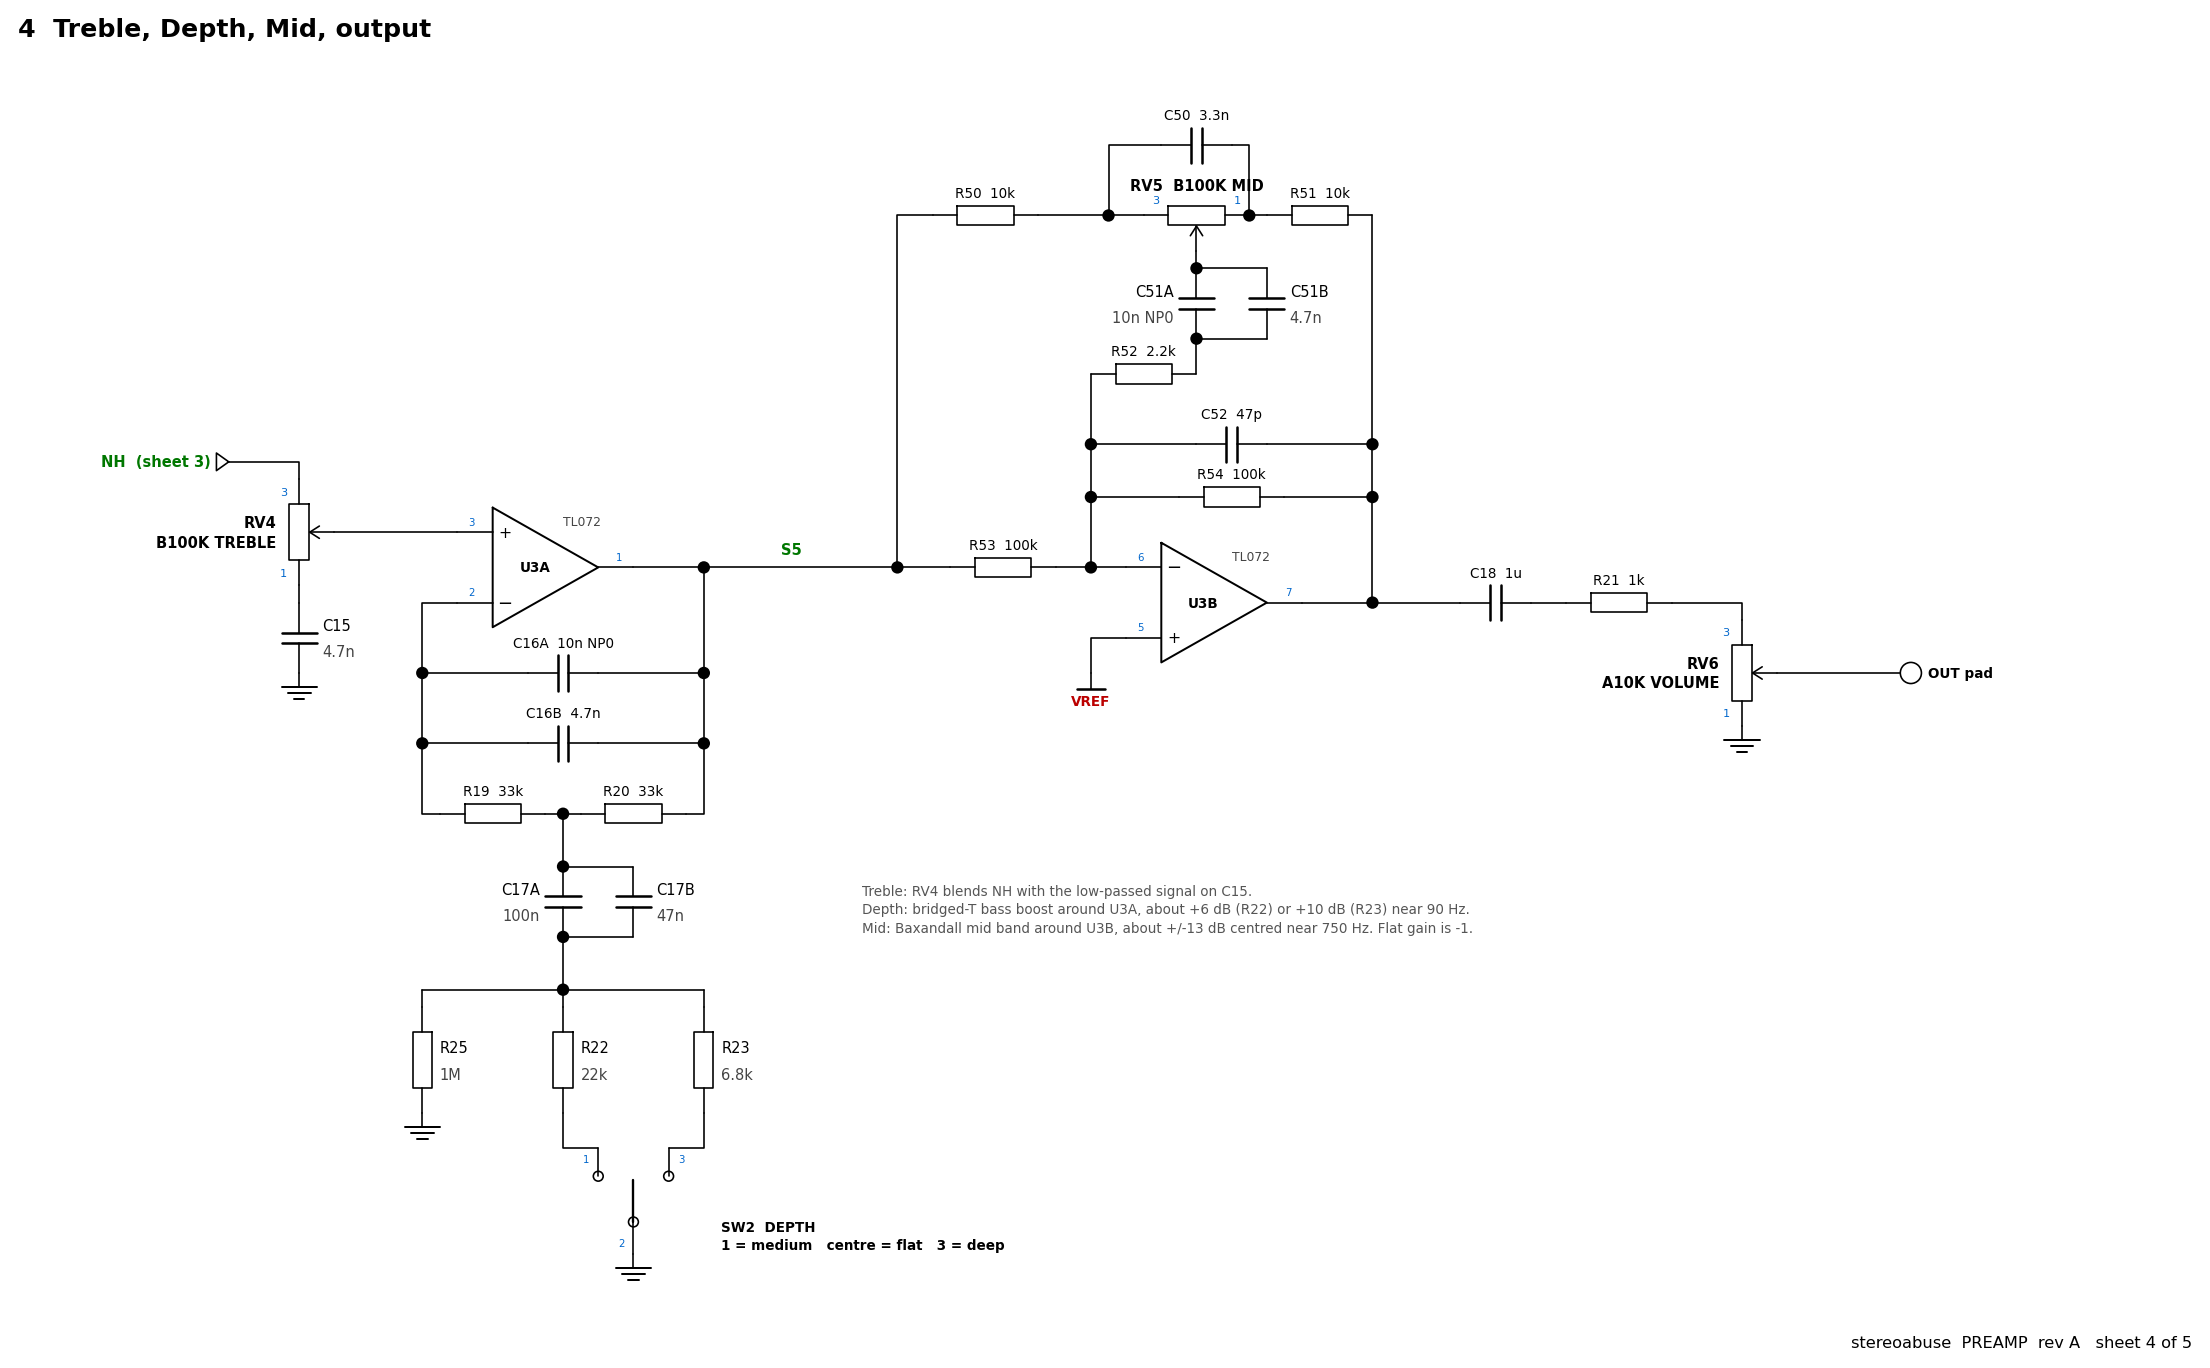 4  Treble, Depth, Mid, output
C50  3.3n
RV5  B100K MID
R50  10k
R51  10k
3
1
C51A
10n NP0
C51B
4.7n
R52  2.2k
C52  47p
R54  100k
NH  (sheet 3)
3
RV4
B100K TREBLE
1
C15
4.7n
3
+
TL072
U3A
1
2
−
S5
R53  100k
6
−
TL072
U3B
7
5
+
VREF
C18  1u
R21  1k
3
RV6
A10K VOLUME
1
OUT pad
C16A  10n NP0
C16B  4.7n
R19  33k
R20  33k
C17A
100n
C17B
47n
Treble: RV4 blends NH with the low-passed signal on C15.
Depth: bridged-T bass boost around U3A, about +6 dB (R22) or +10 dB (R23) near 90 Hz.
Mid: Baxandall mid band around U3B, about +/-13 dB centred near 750 Hz. Flat gain is -1.
R25
1M
R22
22k
R23
6.8k
1
3
2
SW2  DEPTH
1 = medium   centre = flat   3 = deep
stereoabuse  PREAMP  rev A   sheet 4 of 5